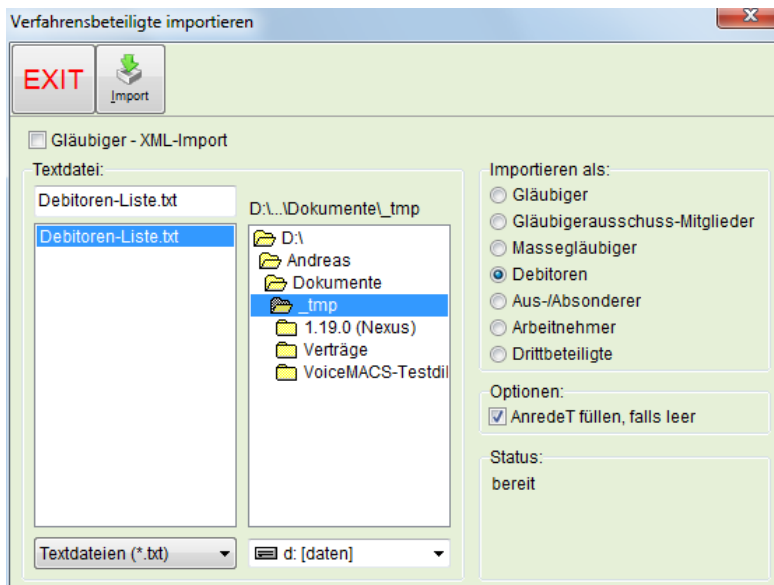 Verfahrensbeteiligte importieren
X
EXIT
Import
Gläubiger - XML-Import
Textdatei:
Debitoren-Liste.txt
Debitoren-Liste.txt
D:\...\Dokumente\_tmp
D:\
Andreas
Dokumente
_tmp
1.19.0 (Nexus)
Verträge
VoiceMACS-Testdil
Textdateien (*.txt)
d: [daten]
Importieren als:
Gläubiger
Gläubigerausschuss-Mitglieder
Massegläubiger
Debitoren
Aus-/Absonderer
Arbeitnehmer
Drittbeteiligte
Optionen:
AnredeT füllen, falls leer
Status:
bereit